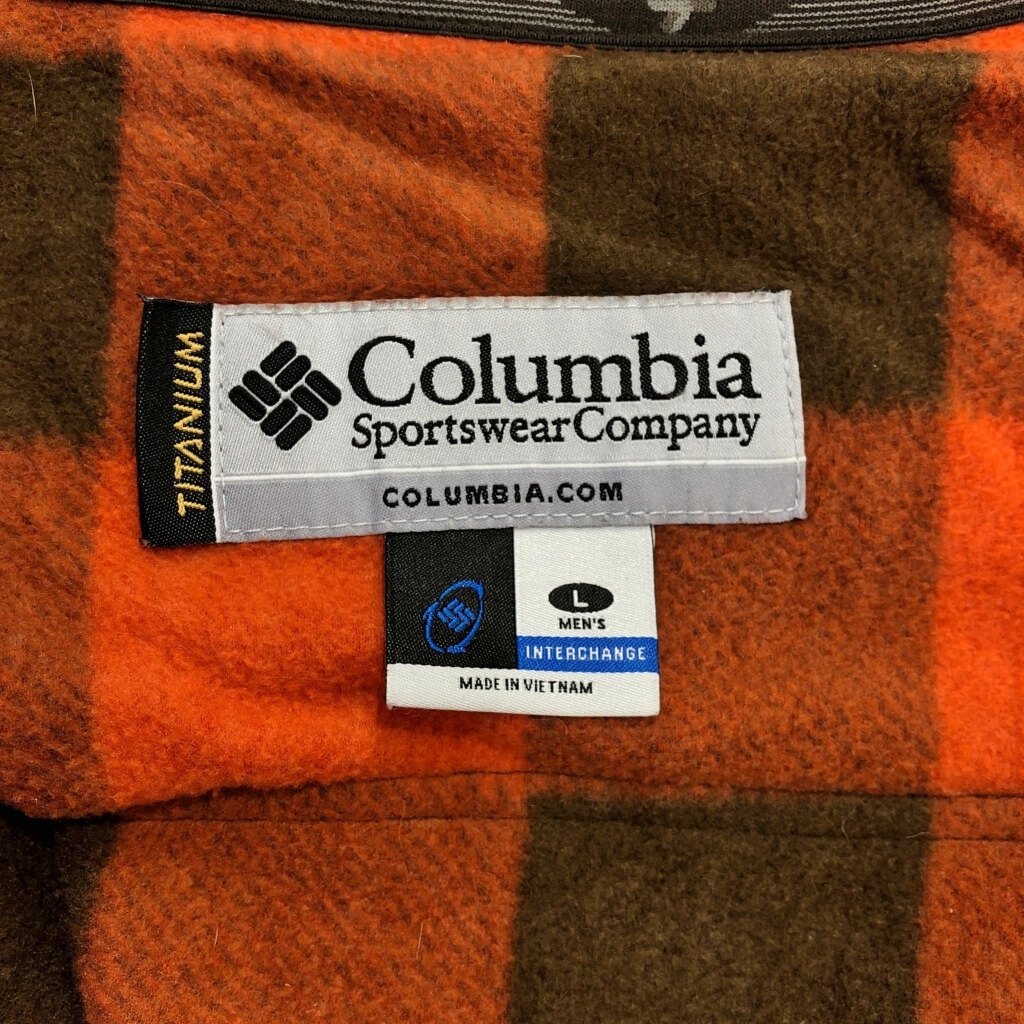 TITANIUM
Columbia
Sportswear Company
COLUMBIA.COM
L
MEN'S
INTERCHANGE
MADE IN VIETNAM